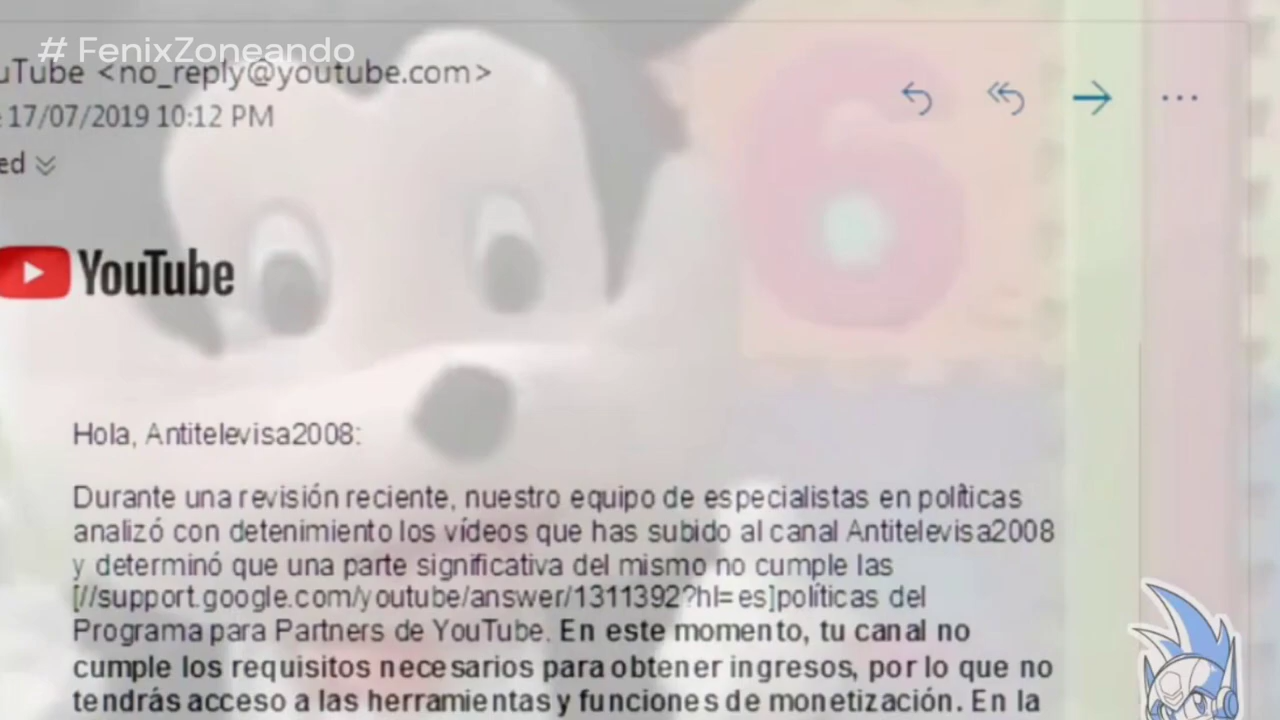 # FenixZoneando
uTube <no_reply@youtube.com>
17/07/2019 10:12 PM
ed
YouTube
Hola, Antitelevisa2008:
Durante una revisión reciente, nuestro equipo de especialistas en políticas
analizó con detenimiento los vídeos que has subido al canal Antitelevisa2008
y determinó que una parte significativa del mismo no cumple las
[//support.google.com/youtube/answer/1311392?hl=es]políticas del
Programa para Partners de YouTube. En este momento, tu canal no
cumple los requisitos necesarios para obtener ingresos, por lo que no
tendrás acceso a las herramientas y funciones de monetización. En la
6